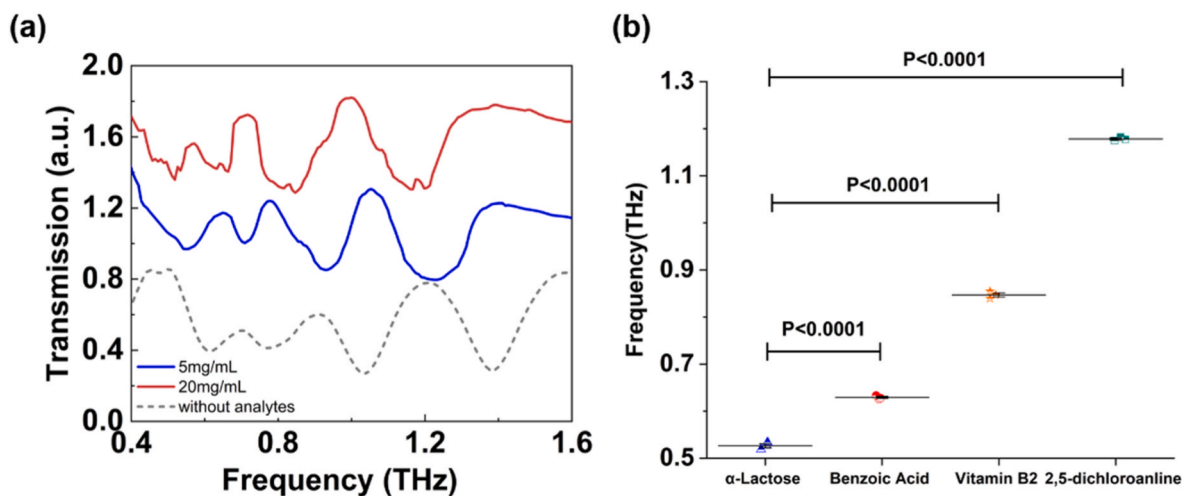 (a)
2.0
1.6
1.2
0.8
0.4
0.0
Transmission (a.u.)
5mg/mL
20mg/mL
without analytes
0.4 0.8 1.2 1.6
Frequency (THz)
(b)
1.3
1.1
0.9
0.7
0.5
Frequency(THz)
P<0.0001
P<0.0001
P<0.0001
α-Lactose Benzoic Acid Vitamin B2 2,5-dichloroanline